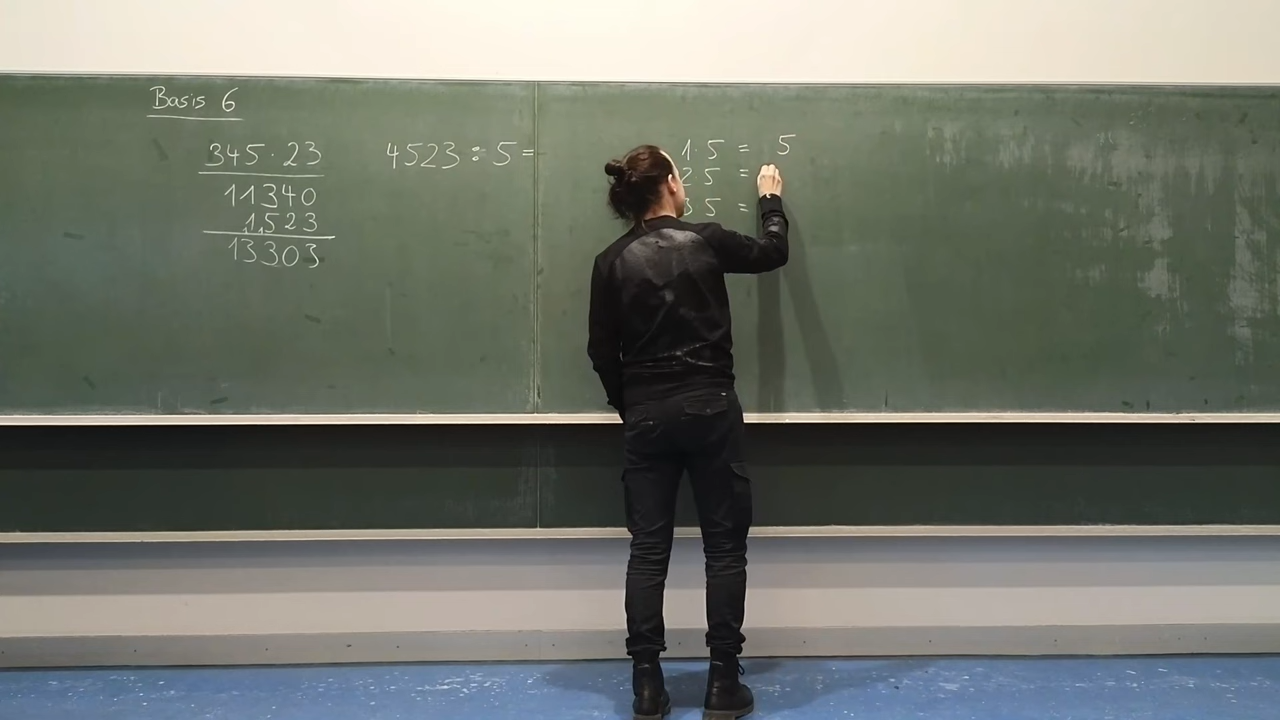 Basis 6
345·23
11340
1523
13303
4523:5=
1·5 = 5
2 5 =
3 5 =